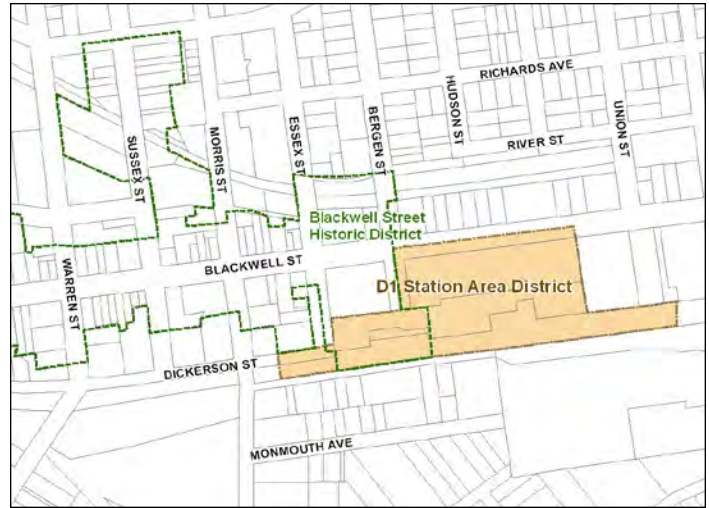 RICHARDS AVE
HUDSON ST
UNION ST
BERGEN ST
ESSEX ST
MORRIS ST
SUSSEX ST
RIVER ST
Blackwell Street
Historic District
BLACKWELL ST
WARREN ST
D1 Station Area District
DICKERSON ST
MONMOUTH AVE